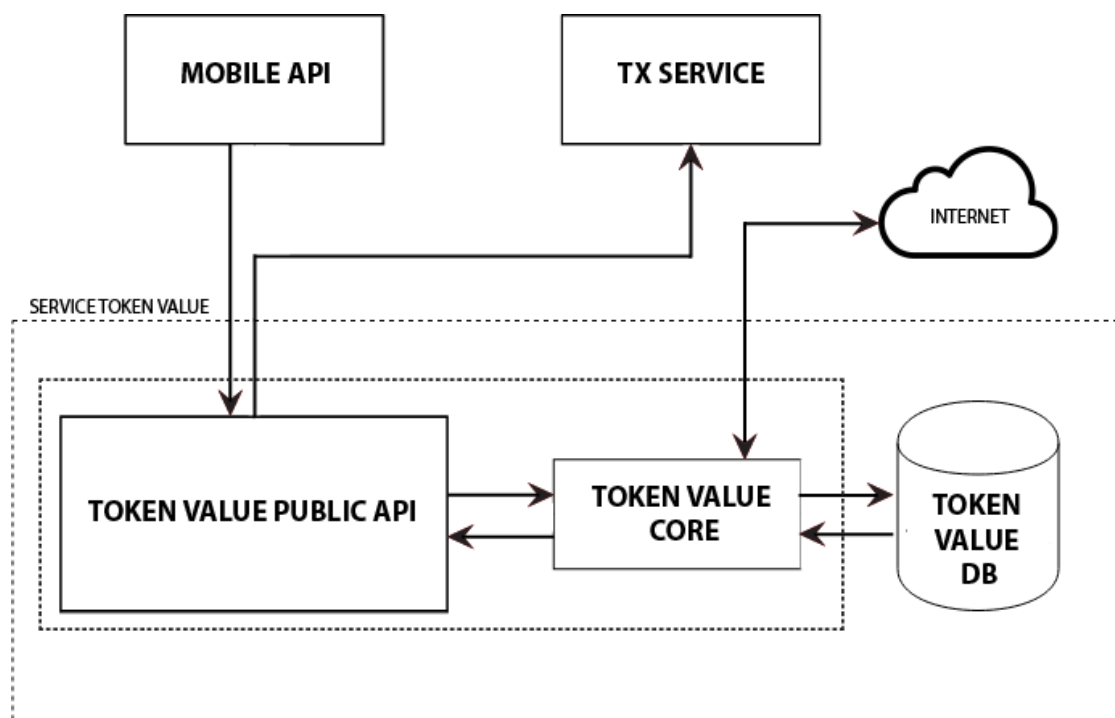 MOBILE API
TX SERVICE
INTERNET
SERVICE TOKEN VALUE
TOKEN VALUE PUBLIC API
TOKEN VALUE
CORE
TOKEN
VALUE
DB